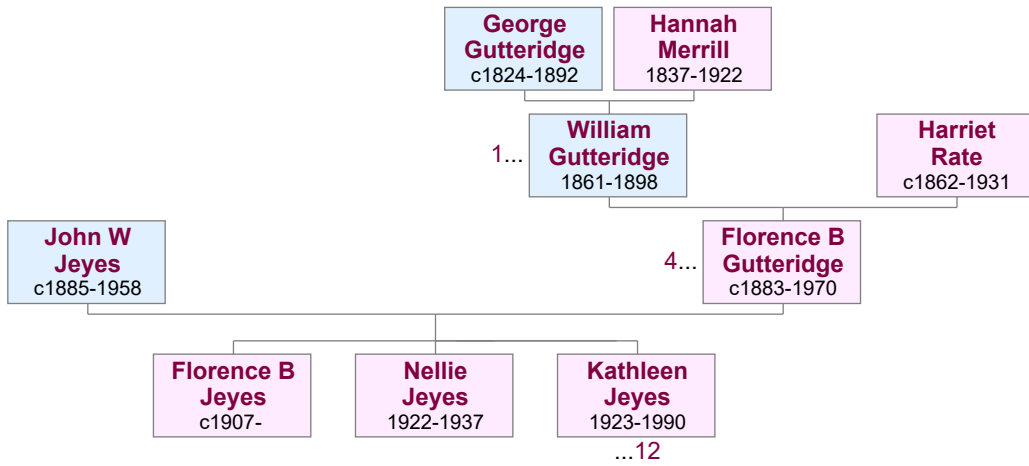 George
Gutteridge
c1824-1892
Hannah
Merrill
1837-1922
1...
William
Gutteridge
1861-1898
Harriet
Rate
c1862-1931
John W
Jeyes
c1885-1958
4...
Florence B
Gutteridge
c1883-1970
Florence B
Jeyes
c1907-
Nellie
Jeyes
1922-1937
Kathleen
Jeyes
1923-1990
...12